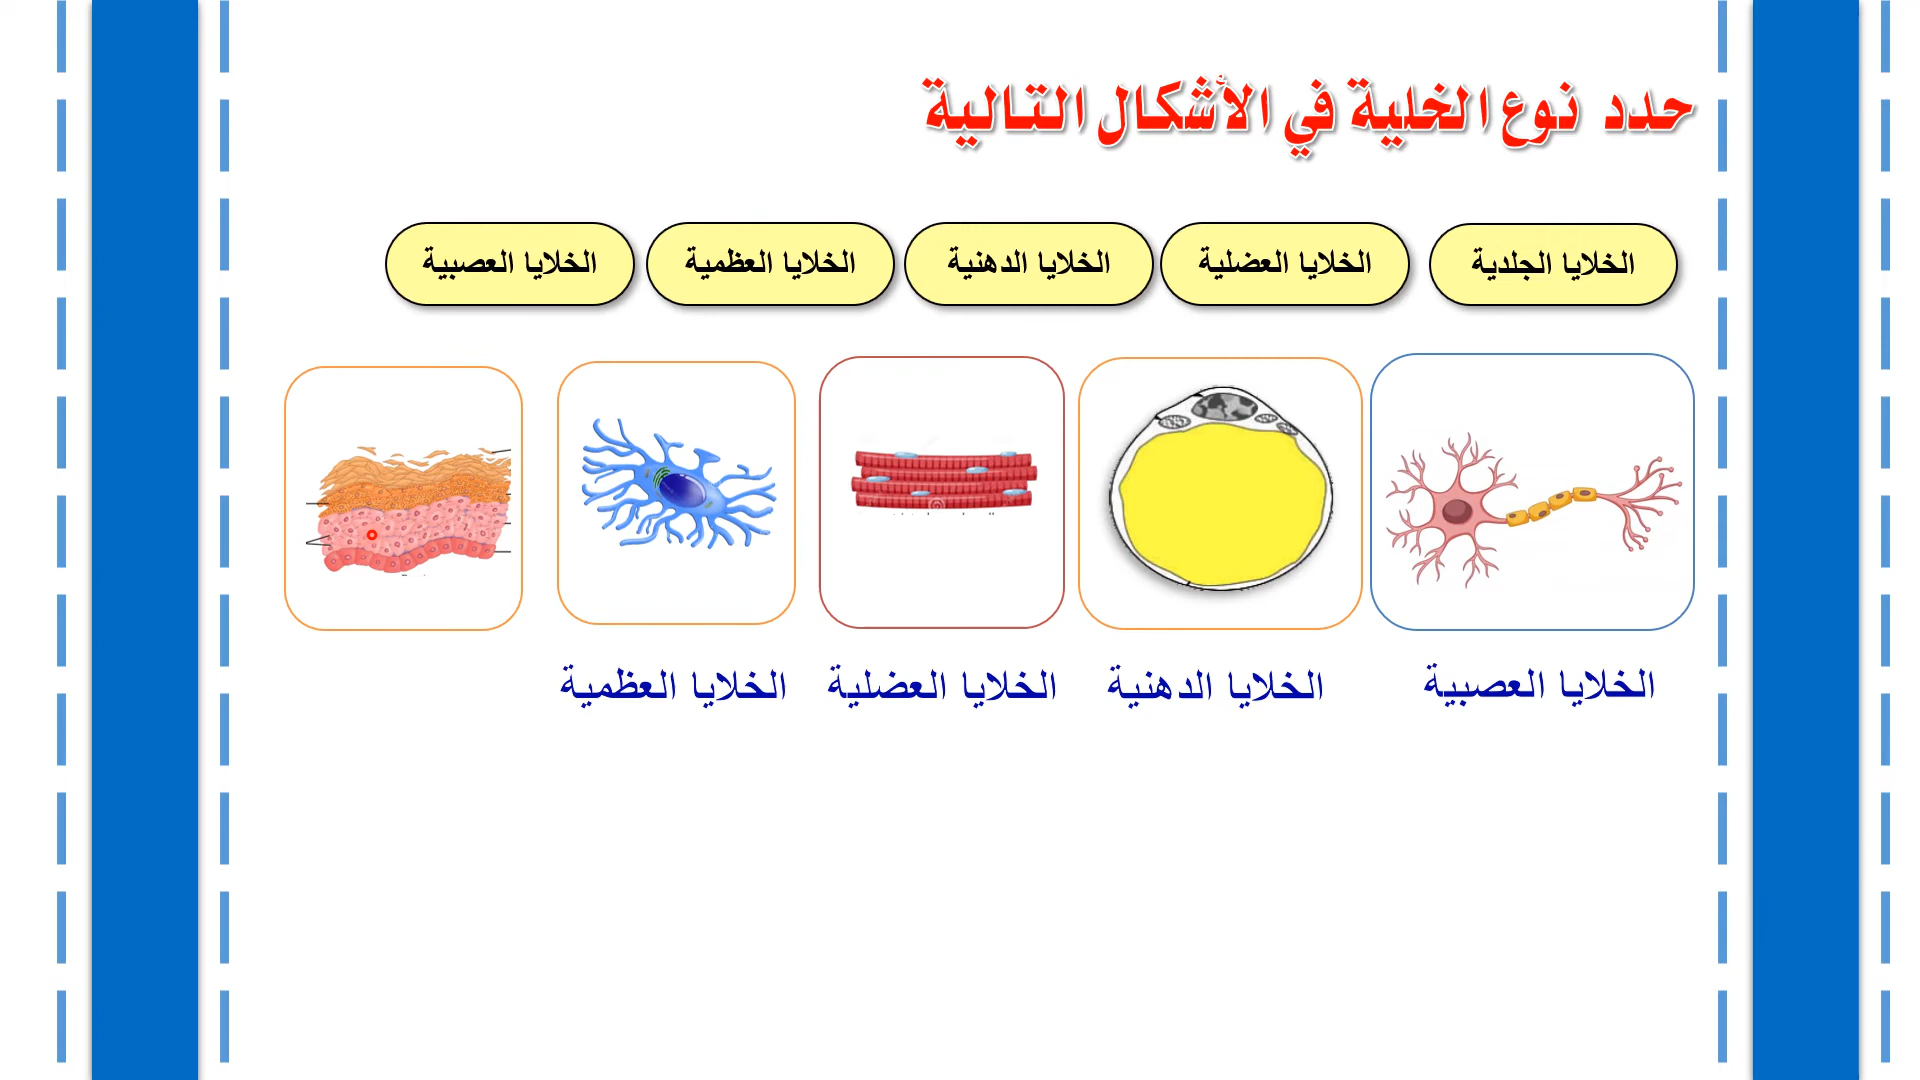 حدد نوع الخلية في الأشكال التالية
الخلايا الجلدية
الخلايا العضلية
الخلايا الدهنية
الخلايا العظمية
الخلايا العصبية
الخلايا العصبية
الخلايا الدهنية
الخلايا العضلية
الخلايا العظمية